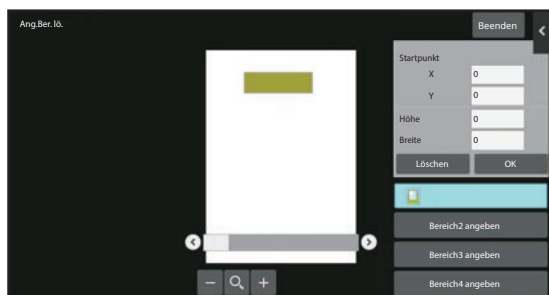 Ang.Ber. lö.
Beenden
Startpunkt
X 0
Y 0
Höhe 0
Breite 0
Löschen OK
Bereich2 angeben
Bereich3 angeben
Bereich4 angeben